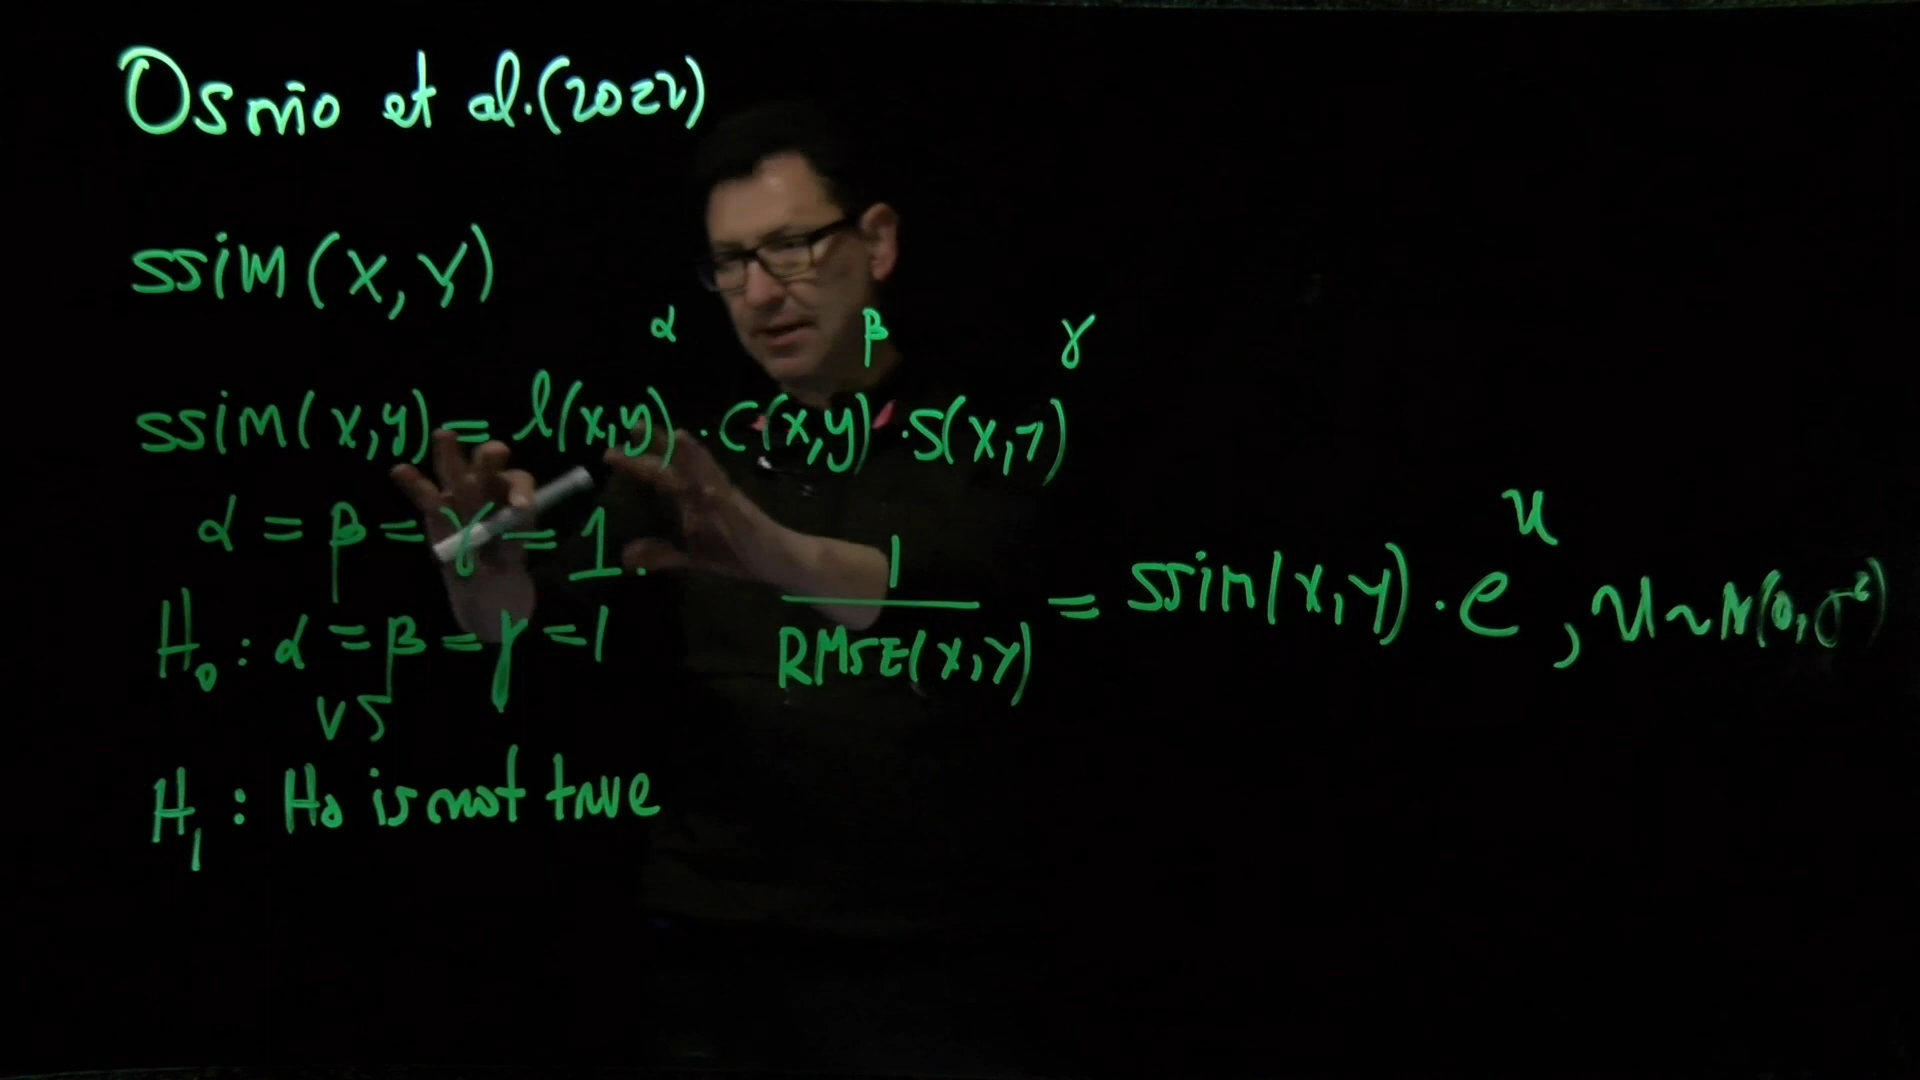 Osorio et al. (2022)
SSIM(X, Y)
SSIM(x,y) = l(x,y)^α · c(x,y)^β · s(x,y)^γ
α = β = γ = 1.
H₀ : α = β = γ = 1
vs
H₁ : H₀ is not true
1/RMSE(X,Y) = SSIM(X,Y) · e^u, u ~ N(0, σ²)